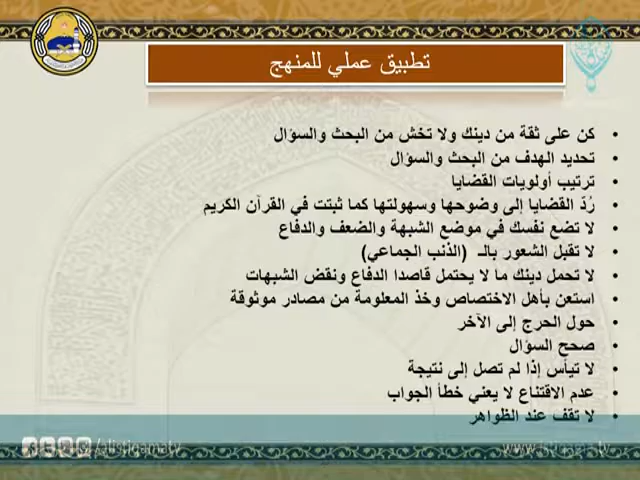 تطبيق عملي للمنهج
• كن على ثقة من دينك ولا تخش من البحث والسؤال
• تحديد الهدف من البحث والسؤال
• ترتيب أولويات القضايا
• رُدّ القضايا إلى وضوحها وسهولتها كما ثبتت في القرآن الكريم
• لا تضع نفسك في موضع الشبهة والضعف والدفاع
• لا تقبل الشعور بالـ (الذنب الجماعي)
• لا تحمل دينك ما لا يحتمل قاصدا الدفاع ونقض الشبهات
• استعن بأهل الاختصاص وخذ المعلومة من مصادر موثوقة
• حول الحرج إلى الآخر
• صحح السؤال
• لا تيأس إذا لم تصل إلى نتيجة
• عدم الاقتناع لا يعني خطأ الجواب
• لا تقف عند الظواهر
/alistiqamatv
www.istiqama.tv